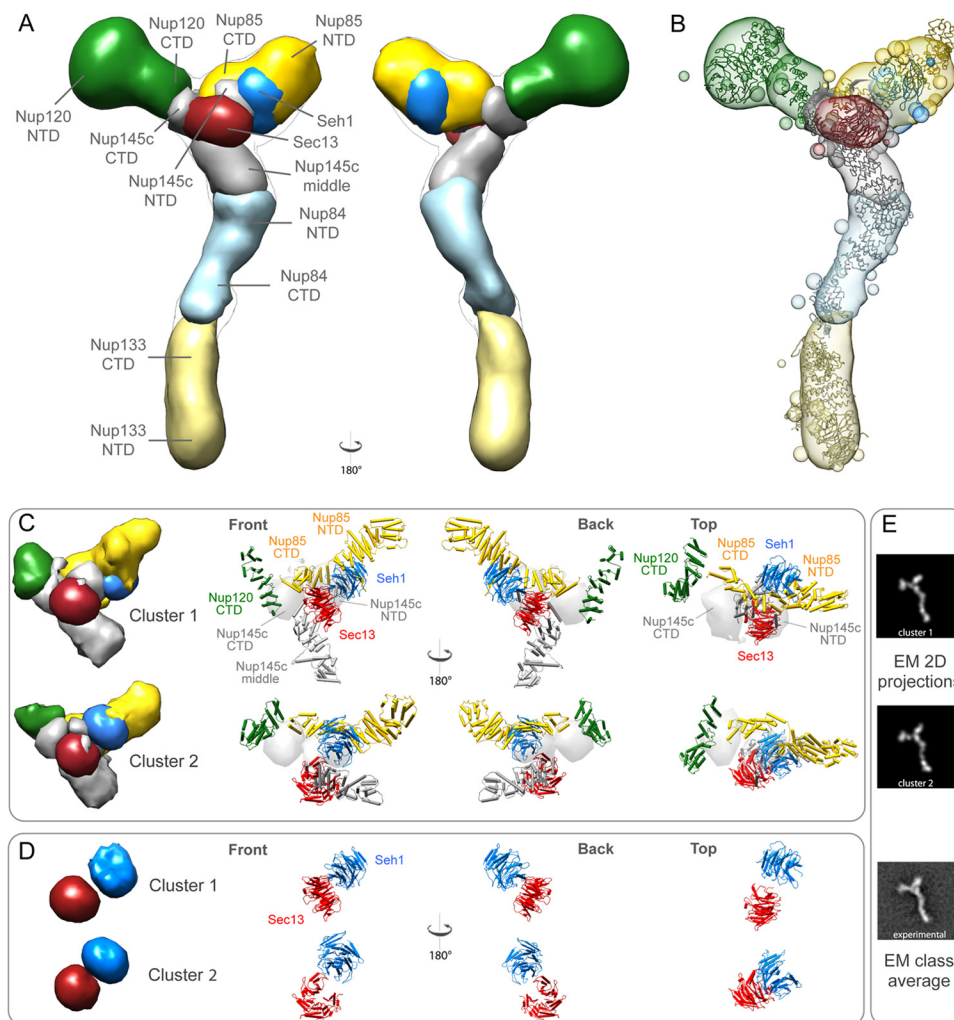 A
Nup120
CTD
Nup85
CTD
Nup85
NTD
Nup120
NTD
Nup145c
CTD
Nup145c
NTD
Seh1
Sec13
Nup145c
middle
Nup84
NTD
Nup84
CTD
Nup133
CTD
Nup133
NTD
180°
B
C
Cluster 1
Cluster 2
Front
Nup85
NTD
Nup85
CTD
Seh1
Nup120
CTD
Nup145c
NTD
Nup145c
CTD
Sec13
Nup145c
middle
180°
Back
Nup120
CTD
Top
Nup85
CTD
Seh1
Nup85
NTD
Nup145c
CTD
Nup145c
NTD
Sec13
D
Cluster 1
Cluster 2
Front
Seh1
Sec13
180°
Back
Top
E
cluster 1
EM 2D
projections
cluster 2
experimental
EM class
average